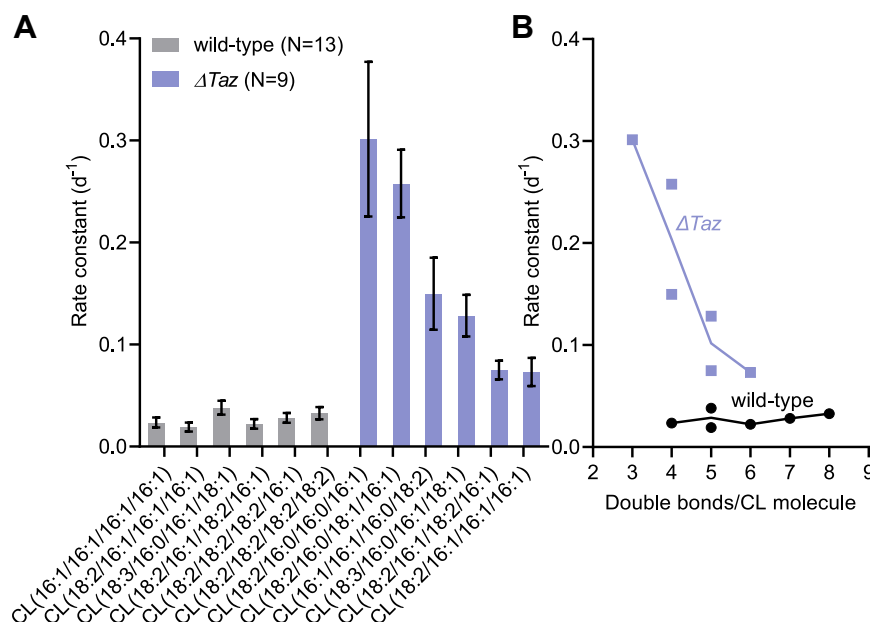 A
Rate constant (d⁻¹)
0.4
0.3
0.2
0.1
0.0
wild-type (N=13)
ΔTaz (N=9)
CL(16:1/16:1/16:1/16:1)
CL(18:2/16:1/16:1/16:1)
CL(18:3/16:0/16:1/18:1)
CL(18:2/16:1/18:2/16:1)
CL(18:2/18:2/18:2/16:1)
CL(18:2/18:2/18:2/18:2)
CL(18:2/16:0/16:0/16:1)
CL(18:2/16:0/18:1/16:1)
CL(16:1/16:1/16:0/18:2)
CL(18:3/16:0/16:1/18:1)
CL(18:2/16:1/18:2/16:1)
CL(18:2/16:1/16:1/16:1)
B
Rate constant (d⁻¹)
0.4
0.3
0.2
0.1
0.0
ΔTaz
wild-type
2 3 4 5 6 7 8 9
Double bonds/CL molecule